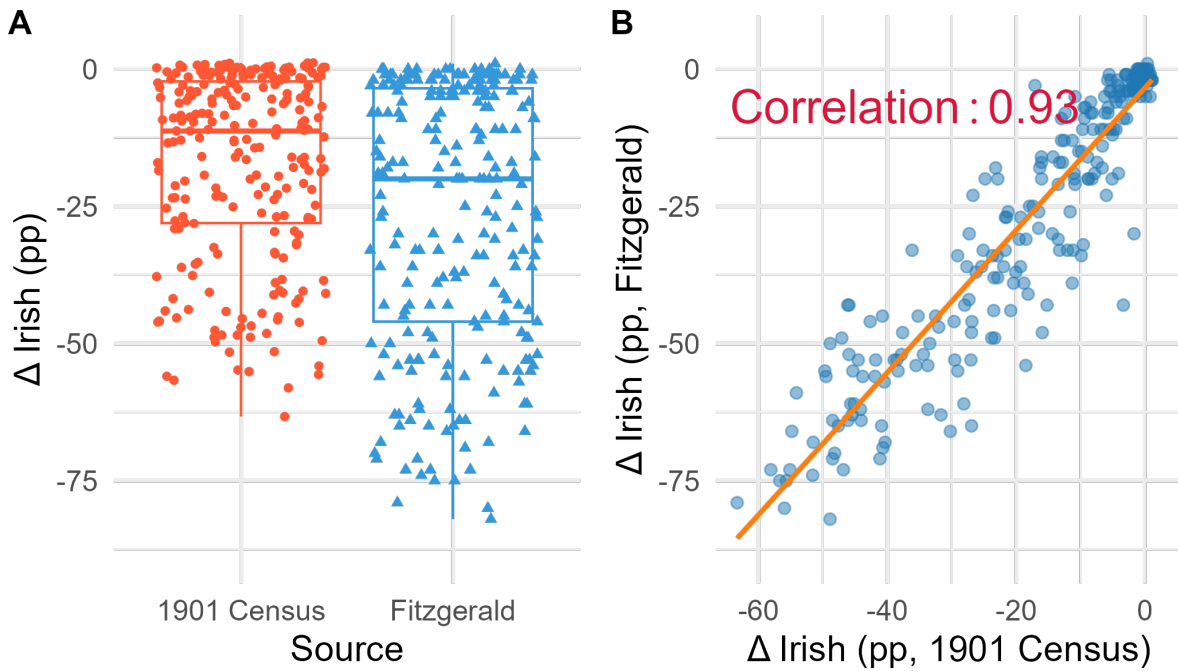 A
Δ Irish (pp)
0
-25
-50
-75
1901 Census
Fitzgerald
Source
B
Δ Irish (pp, Fitzgerald)
0
-25
-50
-75
Correlation : 0.93
-60
-40
-20
0
Δ Irish (pp, 1901 Census)